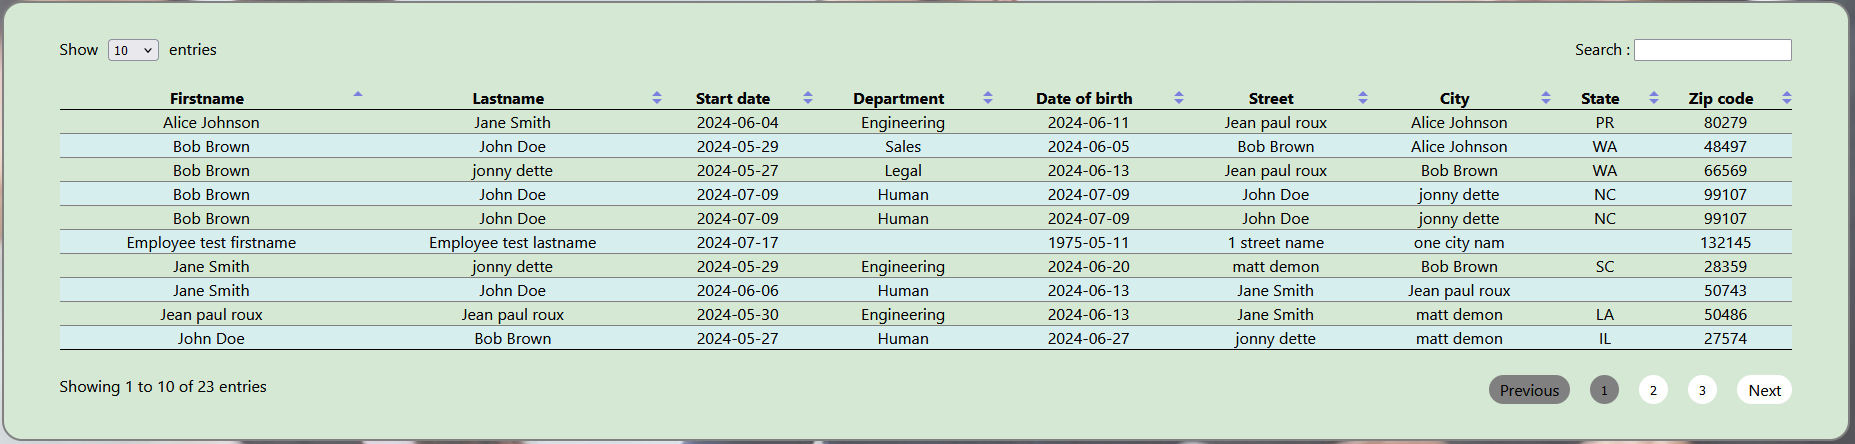 Show 10 entries Search :
Firstname Lastname Start date Department Date of birth Street City State Zip code
Alice Johnson Jane Smith 2024-06-04 Engineering 2024-06-11 Jean paul roux Alice Johnson PR 80279
Bob Brown John Doe 2024-05-29 Sales 2024-06-05 Bob Brown Alice Johnson WA 48497
Bob Brown jonny dette 2024-05-27 Legal 2024-06-13 Jean paul roux Bob Brown WA 66569
Bob Brown John Doe 2024-07-09 Human 2024-07-09 John Doe jonny dette NC 99107
Bob Brown John Doe 2024-07-09 Human 2024-07-09 John Doe jonny dette NC 99107
Employee test firstname Employee test lastname 2024-07-17 1975-05-11 1 street name one city nam 132145
Jane Smith jonny dette 2024-05-29 Engineering 2024-06-20 matt demon Bob Brown SC 28359
Jane Smith John Doe 2024-06-06 Human 2024-06-13 Jane Smith Jean paul roux 50743
Jean paul roux Jean paul roux 2024-05-30 Engineering 2024-06-13 Jane Smith matt demon LA 50486
John Doe Bob Brown 2024-05-27 Human 2024-06-27 jonny dette matt demon IL 27574
Showing 1 to 10 of 23 entries Previous 1 2 3 Next